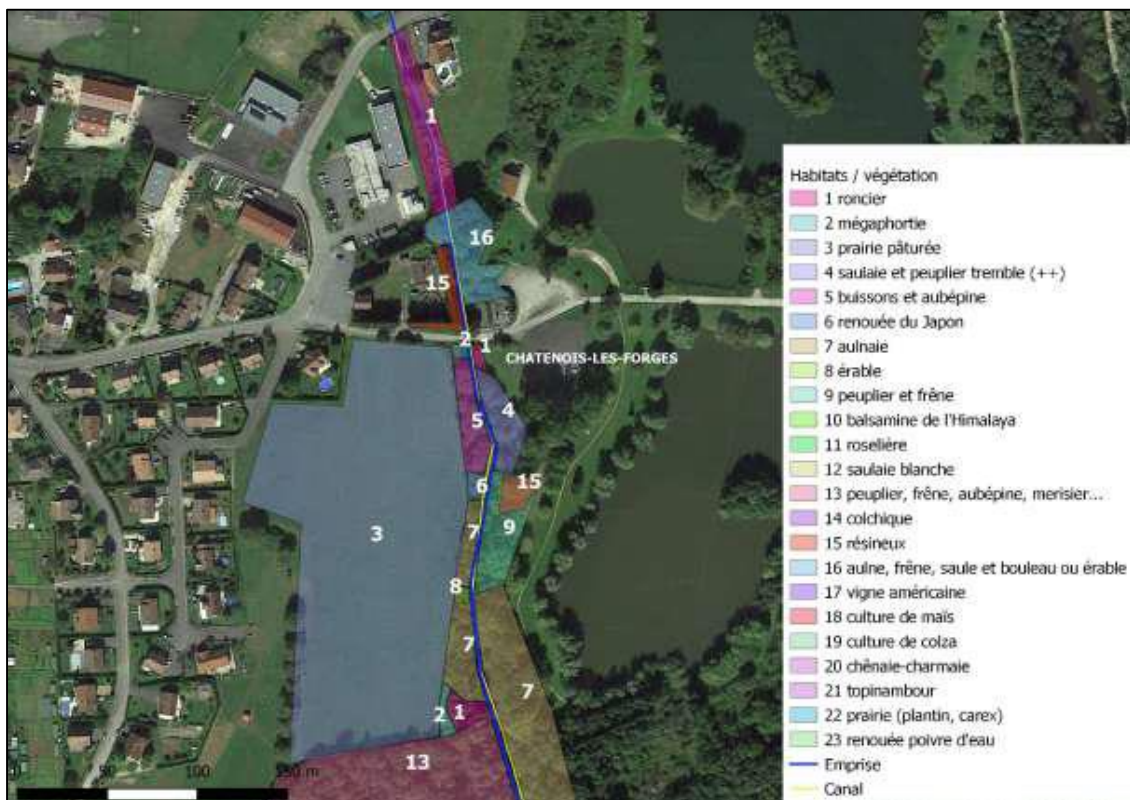 1
16
15
2
1
CHATENOIS-LES-FORGES
4
5
15
6
9
7
3
8
7
7
2
1
13
0 50 100 150 m
Habitats / végétation
1 roncier
2 mégaphortie
3 prairie pâturée
4 saulaie et peuplier tremble (++)
5 buissons et aubépine
6 renouée du Japon
7 aulnaie
8 érable
9 peuplier et frêne
10 balsamine de l'Himalaya
11 roselière
12 saulaie blanche
13 peuplier, frêne, aubépine, merisier...
14 colchique
15 résineux
16 aulne, frêne, saule et bouleau ou érable
17 vigne américaine
18 culture de maïs
19 culture de colza
20 chênaie-charmaie
21 topinambour
22 prairie (plantin, carex)
23 renouée poivre d'eau
Emprise
Canal